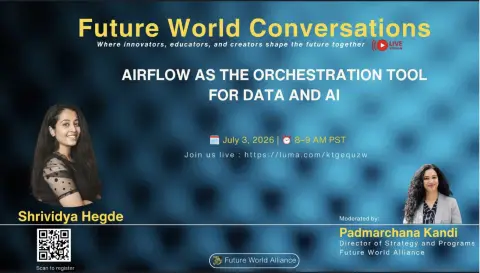 Future World Conversations
Where innovators, educators, and creators shape the future together
LIVE
AIRFLOW AS THE ORCHESTRATION TOOL
FOR DATA AND AI
July 3, 2026 | 8-9 AM PST
Join us live : https://luma.com/ktgequzw
Shrividya Hegde
Scan to register
Moderated by:
Padmarchana Kandi
Director of Strategy and Programs
Future World Alliance
Future World Alliance